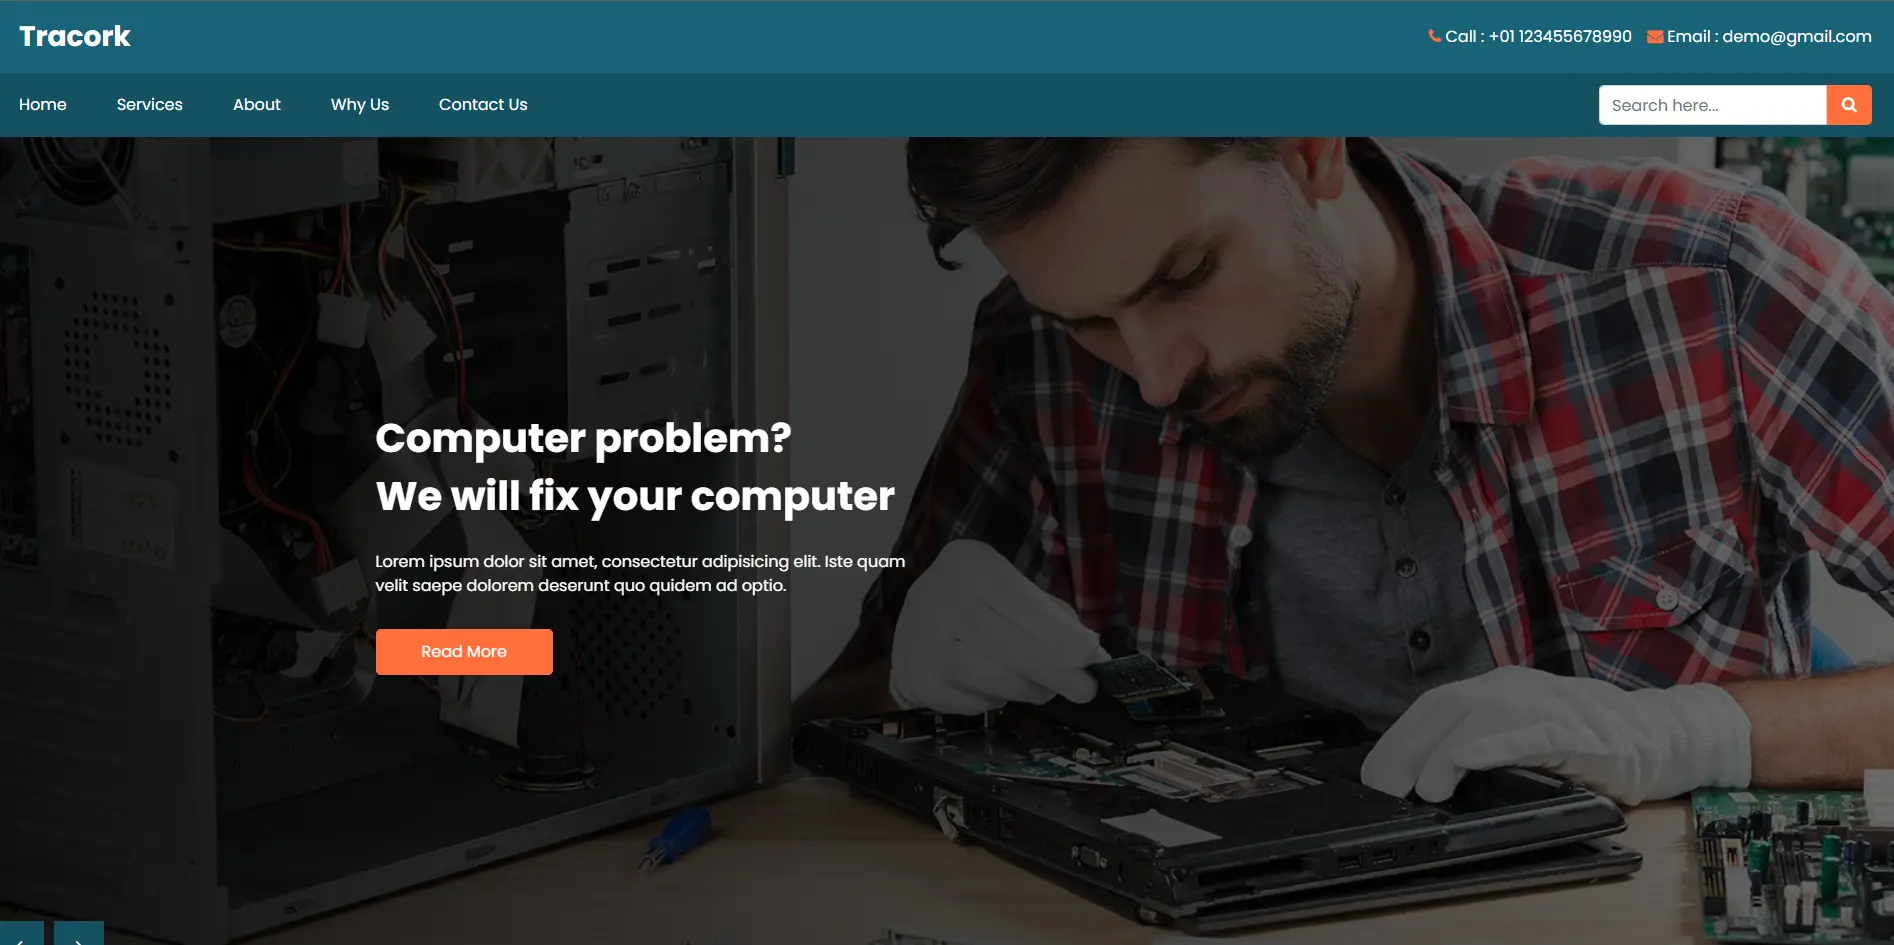 Tracork
Call : +01 123455678990
Email : demo@gmail.com
Home
Services
About
Why Us
Contact Us
Search here...
Computer problem?
We will fix your computer
Lorem ipsum dolor sit amet, consectetur adipisicing elit. Iste quam
velit saepe dolorem deserunt quo quidem ad optio.
Read More